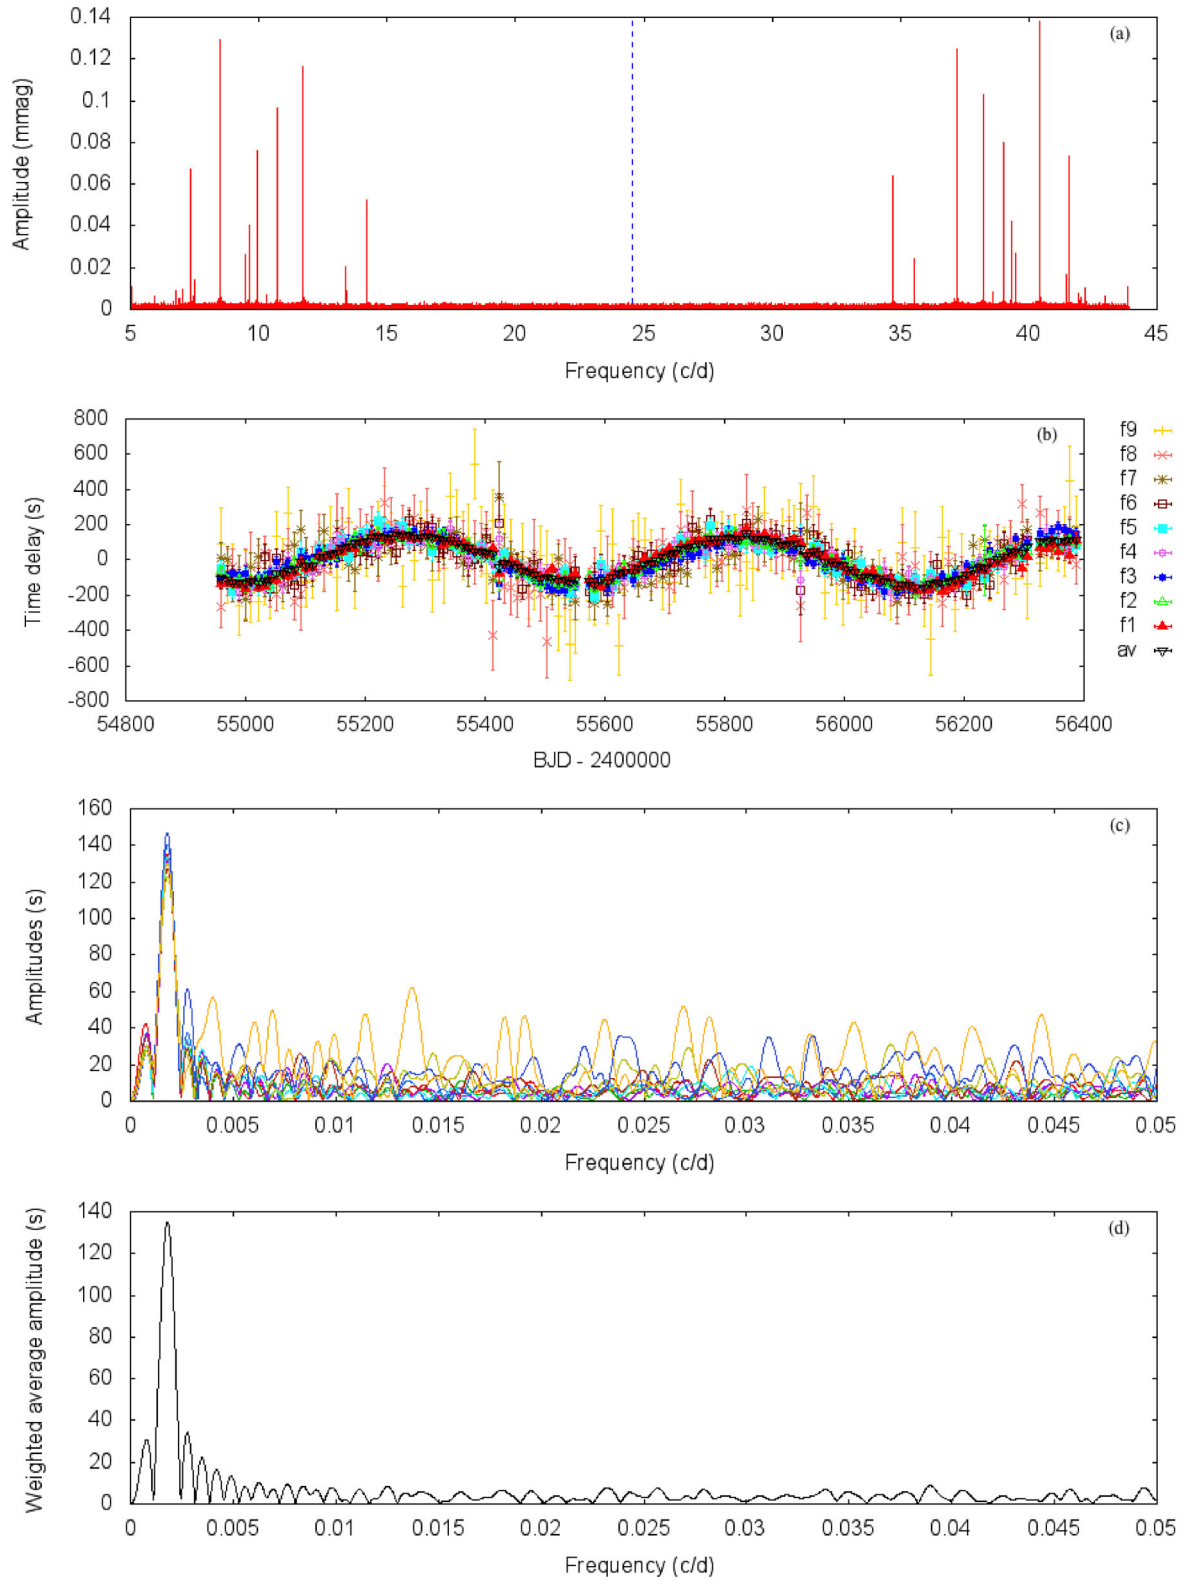 (a)
Amplitude (mmag)
0.14
0.12
0.1
0.08
0.06
0.04
0.02
0
5 10 15 20 25 30 35 40 45
Frequency (c/d)
(b)
Time delay (s)
800
600
400
200
0
-200
-400
-600
-800
54800 55000 55200 55400 55600 55800 56000 56200 56400
BJD - 2400000
f9
f8
f7
f6
f5
f4
f3
f2
f1
av
(c)
Amplitudes (s)
160
140
120
100
80
60
40
20
0
0 0.005 0.01 0.015 0.02 0.025 0.03 0.035 0.04 0.045 0.05
Frequency (c/d)
(d)
Weighted average amplitude (s)
140
120
100
80
60
40
20
0
0 0.005 0.01 0.015 0.02 0.025 0.03 0.035 0.04 0.045 0.05
Frequency (c/d)